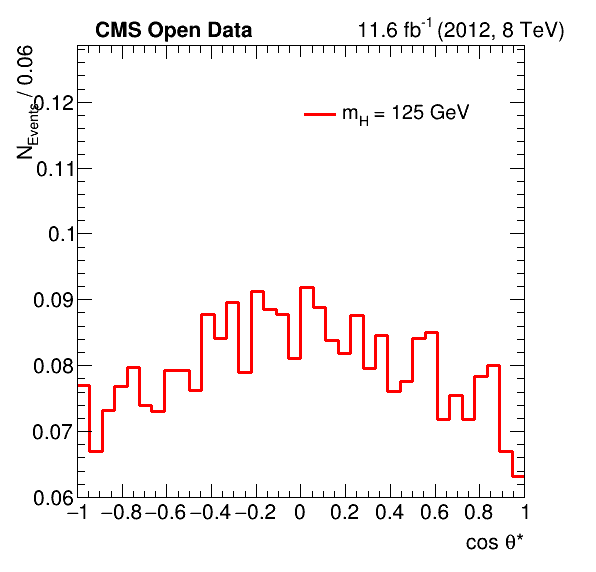 CMS Open Data 11.6 fb-1 (2012, 8 TeV)
NEvents / 0.06
mH = 125 GeV
0.12
0.11
0.1
0.09
0.08
0.07
0.06
−1 −0.8 −0.6 −0.4 −0.2 0 0.2 0.4 0.6 0.8 1
cos θ*